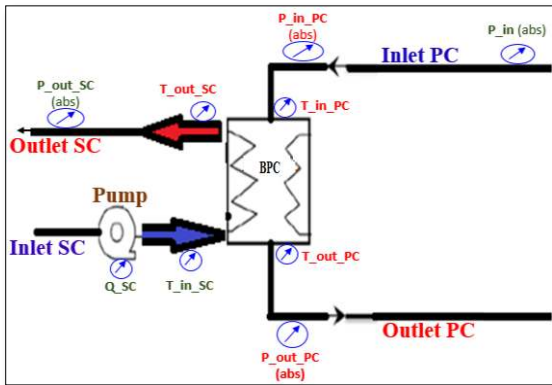 P_in_PC
(abs)
P_in (abs)
Inlet PC
P_out_SC
(abs)
T_out_SC
T_in_PC
Outlet SC
BPC
Pump
Inlet SC
T_out_PC
Q_SC
T_in_SC
Outlet PC
P_out_PC
(abs)